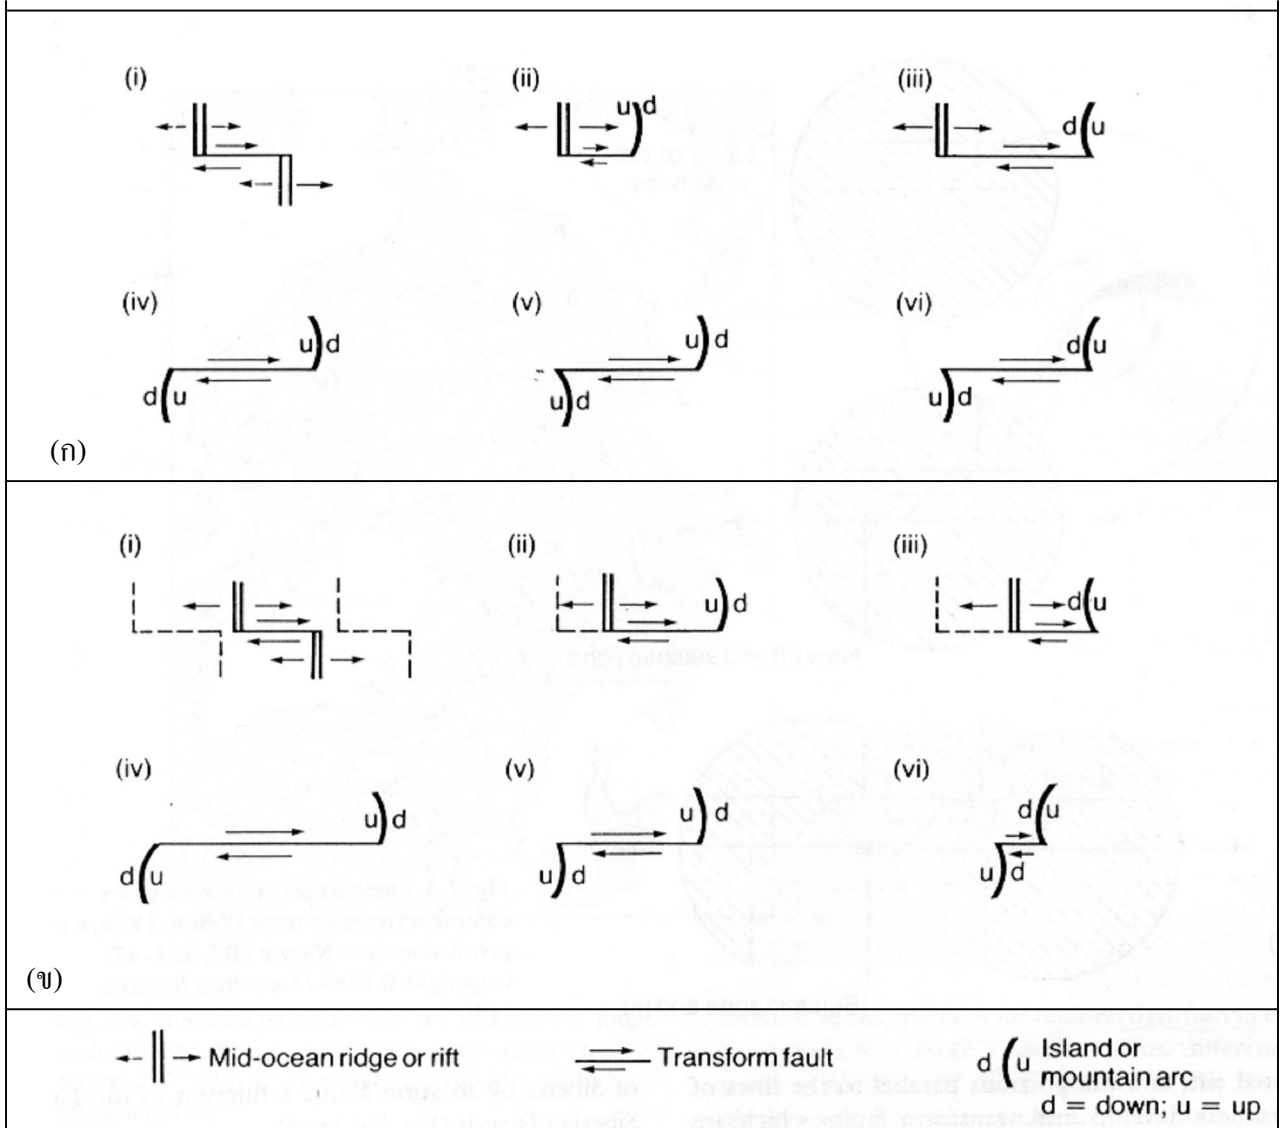 (i) (ii) (iii)
u d d u
(iv) (v) (vi)
u d u d d u
d u u d u d
(ก)
(i) (ii) (iii)
u d d u
(iv) (v) (vi)
u d u d d u
d u u d u d
(ข)
Mid-ocean ridge or rift Transform fault d u Island or
mountain arc
d = down; u = up